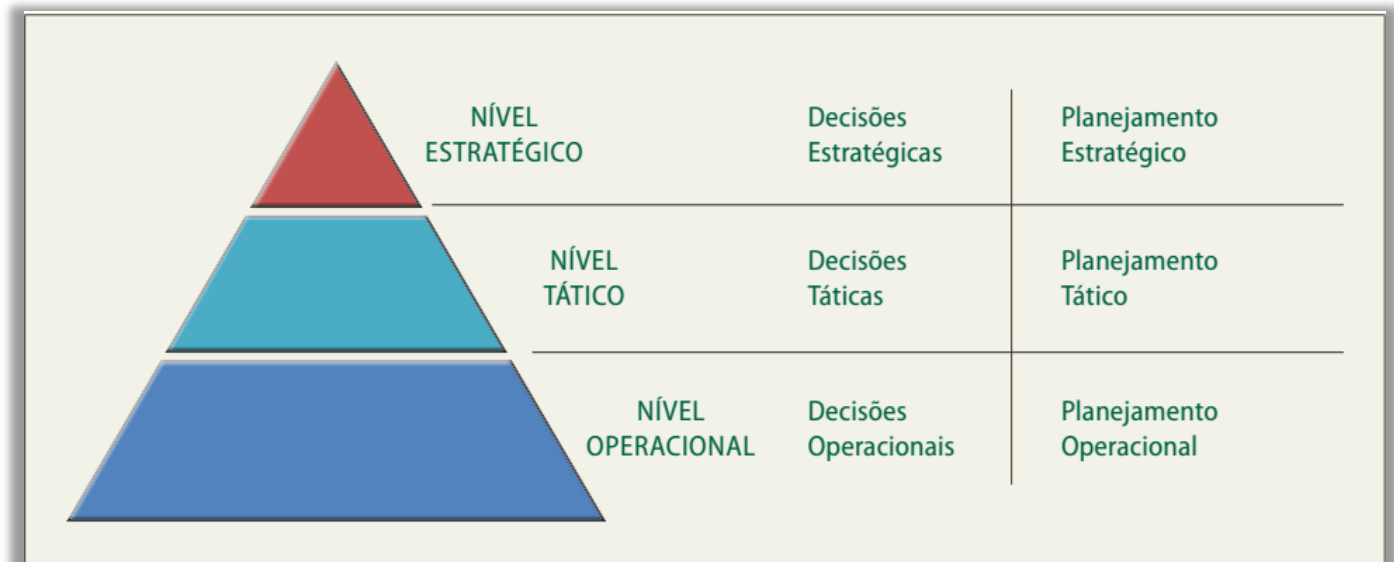 NÍVEL
ESTRATÉGICO
Decisões
Estratégicas
Planejamento
Estratégico
NÍVEL
TÁTICO
Decisões
Táticas
Planejamento
Tático
NÍVEL
OPERACIONAL
Decisões
Operacionais
Planejamento
Operacional